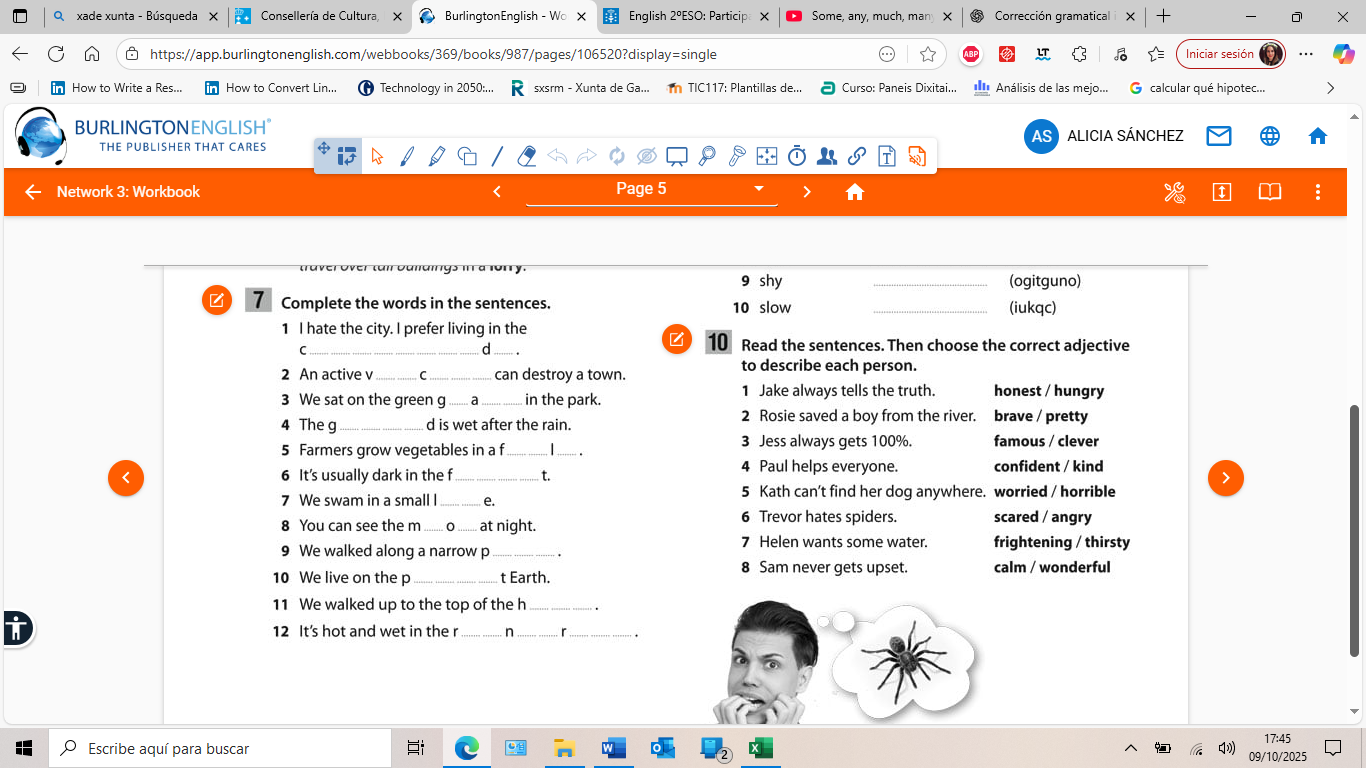 xade xunta - Búsqueda
Consellería de Cultura,
BurlingtonEnglish - Wo
English 2ºESO: Particip
Some, any, much, many
Corrección gramatical i
https://app.burlingtonenglish.com/webbooks/369/books/987/pages/106520?display=single
ABP
LT
Iniciar sesión
How to Write a Res...
How to Convert Lin...
Technology in 2050:...
sxsrm - Xunta de Ga...
TIC117: Plantillas de...
Curso: Paneis Dixitai...
Análisis de las mejo...
calcular qué hipotec...
BURLINGTONENGLISH®
THE PUBLISHER THAT CARES
AS ALICIA SÁNCHEZ
Network 3: Workbook
Page 5
travel over tall buildings in a lorry.
7 Complete the words in the sentences.
1 I hate the city. I prefer living in the
c ........ ........ ........ ........ ........ ........ ........ ........ d ........ .
2 An active v ........ ........ c ........ ........ ........ can destroy a town.
3 We sat on the green g ........ a ........ ........ in the park.
4 The g ........ ........ ........ ........ d is wet after the rain.
5 Farmers grow vegetables in a f ........ ........ l ........ .
6 It's usually dark in the f ........ ........ ........ ........ t.
7 We swam in a small l ........ ........ e.
8 You can see the m ........ o ........ at night.
9 We walked along a narrow p ........ ........ ........ .
10 We live on the p ........ ........ ........ ........ t Earth.
11 We walked up to the top of the h ........ ........ ........ .
12 It's hot and wet in the r ........ ........ n ........ ........ r ........ ........ ........ .
9 shy ........................................ (ogitguno)
10 slow ........................................ (iukqc)
10 Read the sentences. Then choose the correct adjective
to describe each person.
1 Jake always tells the truth. honest / hungry
2 Rosie saved a boy from the river. brave / pretty
3 Jess always gets 100%. famous / clever
4 Paul helps everyone. confident / kind
5 Kath can't find her dog anywhere. worried / horrible
6 Trevor hates spiders. scared / angry
7 Helen wants some water. frightening / thirsty
8 Sam never gets upset. calm / wonderful
Escribe aquí para buscar
2
17:45
09/10/2025